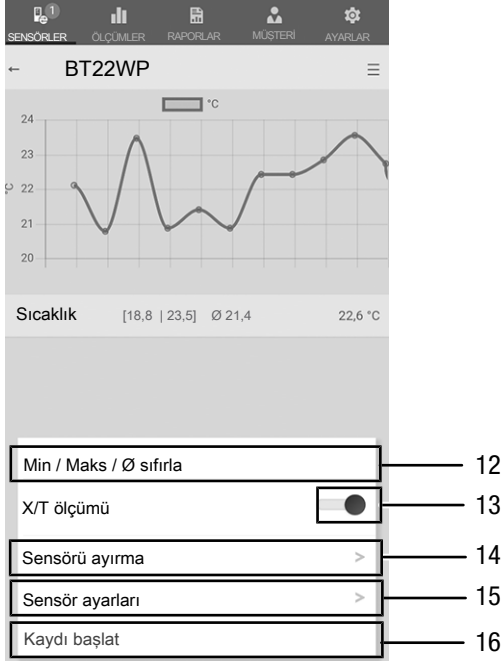 1
SENSÖRLER ÖLÇÜMLER RAPORLAR MÜŞTERİ AYARLAR
← BT22WP ☰
°C
24
23
°C 22
21
20
Sıcaklık [18,8 | 23,5] Ø 21,4 22,6 °C
Min / Maks / Ø sıfırla 12
X/T ölçümü 13
Sensörü ayırma > 14
Sensör ayarları > 15
Kaydı başlat 16